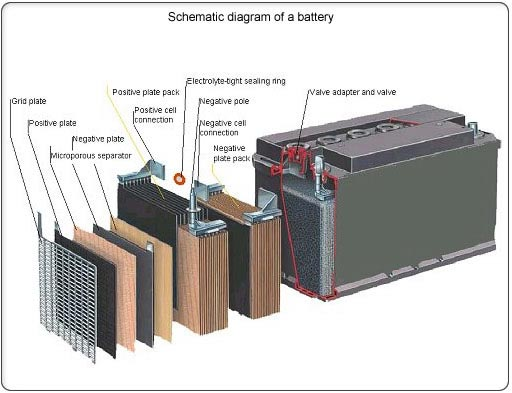 Schematic diagram of a battery
Electrolyte-tight sealing ring
Positive plate pack
Valve adapter and valve
Grid plate
Positive cell
connection
Negative pole
Positive plate
Negative cell
connection
Negative plate
Negative
plate pack
Microporous separator